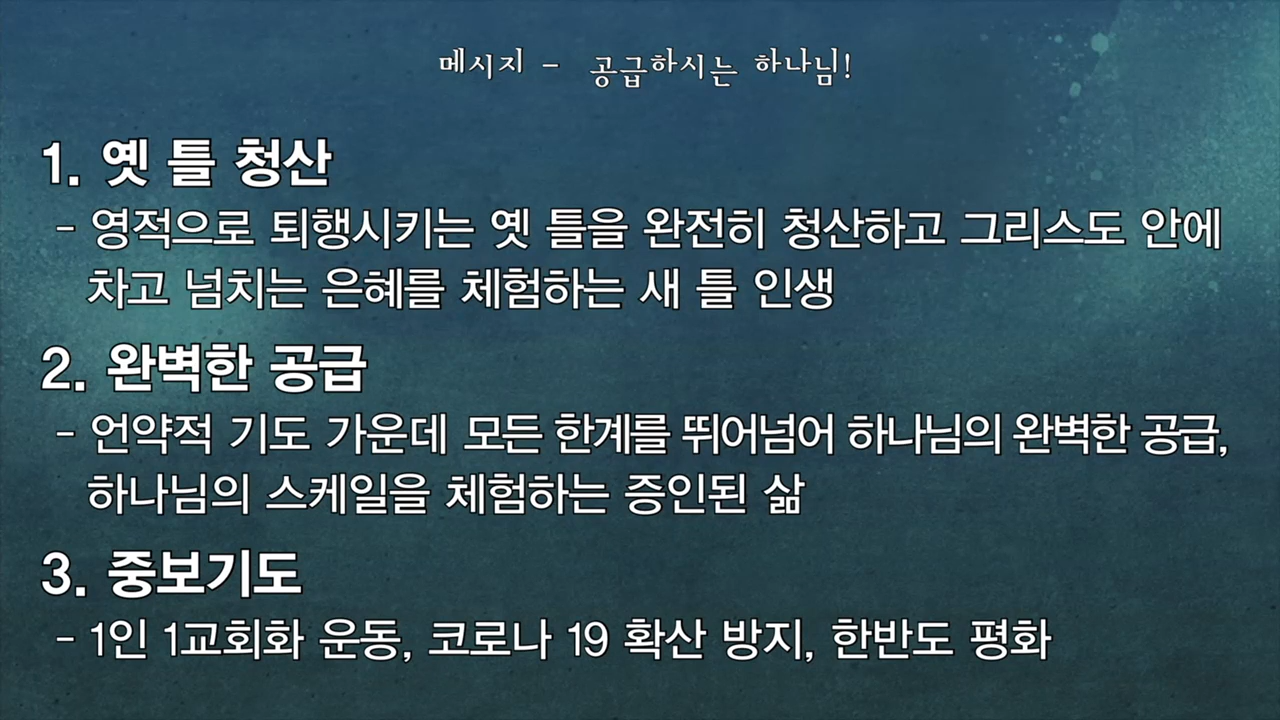 메시지 - 공급하시는 하나님!
1. 옛 틀 청산
- 영적으로 퇴행시키는 옛 틀을 완전히 청산하고 그리스도 안에
차고 넘치는 은혜를 체험하는 새 틀 인생
2. 완벽한 공급
- 언약적 기도 가운데 모든 한계를 뛰어넘어 하나님의 완벽한 공급,
하나님의 스케일을 체험하는 증인된 삶
3. 중보기도
- 1인 1교회화 운동, 코로나 19 확산 방지, 한반도 평화